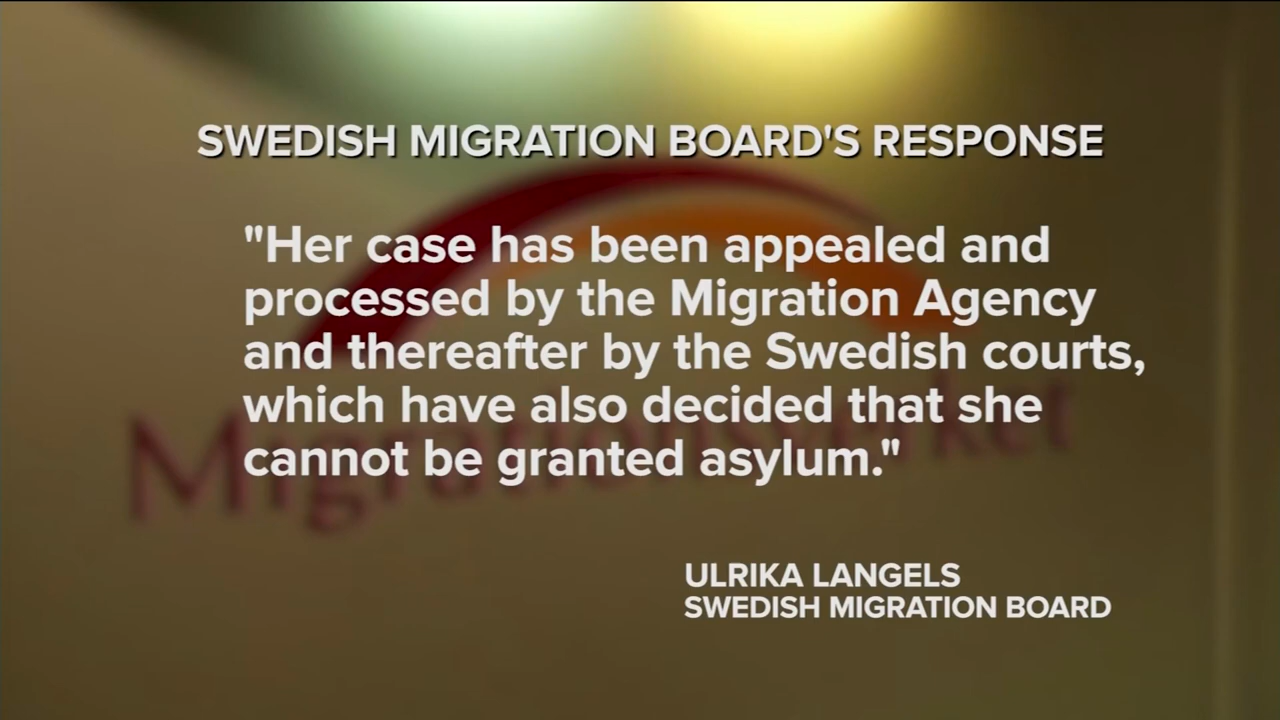 SWEDISH MIGRATION BOARD'S RESPONSE
"Her case has been appealed and
processed by the Migration Agency
and thereafter by the Swedish courts,
which have also decided that she
cannot be granted asylum."
Migrationsverket
ULRIKA LANGELS
SWEDISH MIGRATION BOARD